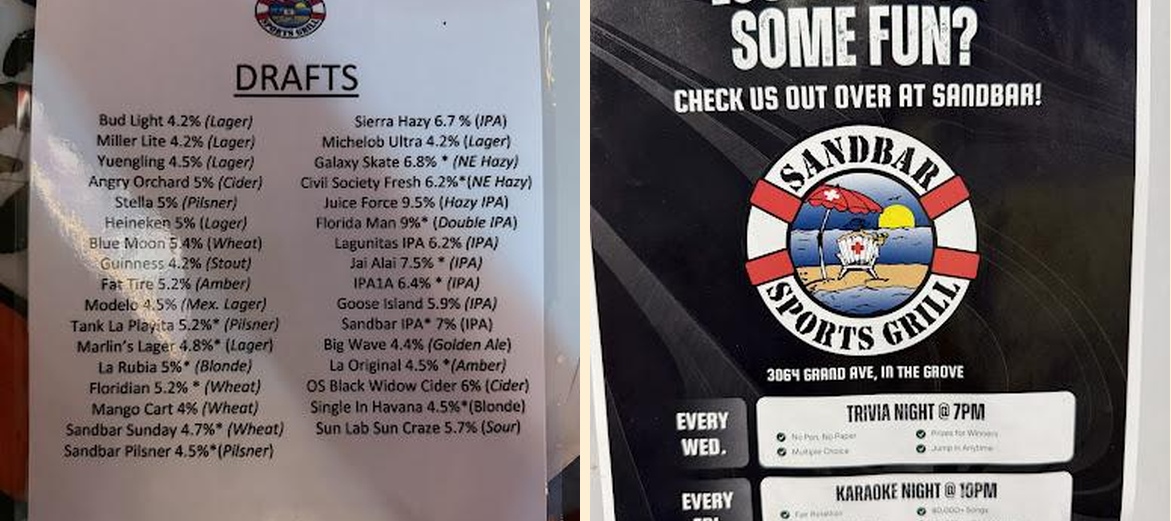 SPORTS GRILL
DRAFTS
Bud Light 4.2% (Lager)
Miller Lite 4.2% (Lager)
Yuengling 4.5% (Lager)
Angry Orchard 5% (Cider)
Stella 5% (Pilsner)
Heineken 5% (Lager)
Blue Moon 5.4% (Wheat)
Guinness 4.2% (Stout)
Fat Tire 5.2% (Amber)
Modelo 4.5% (Mex. Lager)
Tank La Playita 5.2%* (Pilsner)
Marlin's Lager 4.8%* (Lager)
La Rubia 5%* (Blonde)
Floridian 5.2% * (Wheat)
Mango Cart 4% (Wheat)
Sandbar Sunday 4.7%* (Wheat)
Sandbar Pilsner 4.5%*(Pilsner)
Sierra Hazy 6.7 % (IPA)
Michelob Ultra 4.2% (Lager)
Galaxy Skate 6.8% * (NE Hazy)
Civil Society Fresh 6.2%*(NE Hazy)
Juice Force 9.5% (Hazy IPA)
Florida Man 9%* (Double IPA)
Lagunitas IPA 6.2% (IPA)
Jai Alai 7.5% * (IPA)
IPA1A 6.4% * (IPA)
Goose Island 5.9% (IPA)
Sandbar IPA* 7% (IPA)
Big Wave 4.4% (Golden Ale)
La Original 4.5% *(Amber)
OS Black Widow Cider 6% (Cider)
Single In Havana 4.5%*(Blonde)
Sun Lab Sun Craze 5.7% (Sour)
SOME FUN?
CHECK US OUT OVER AT SANDBAR!
SANDBAR
SPORTS GRILL
3064 GRAND AVE, IN THE GROVE
EVERY
WED.
TRIVIA NIGHT @ 7PM
No Pen, No Paper
Prizes for Winners
Multiple Choice
Jump In Anytime
EVERY
KARAOKE NIGHT @ 10PM
Fair Rotation
60,000+ Songs